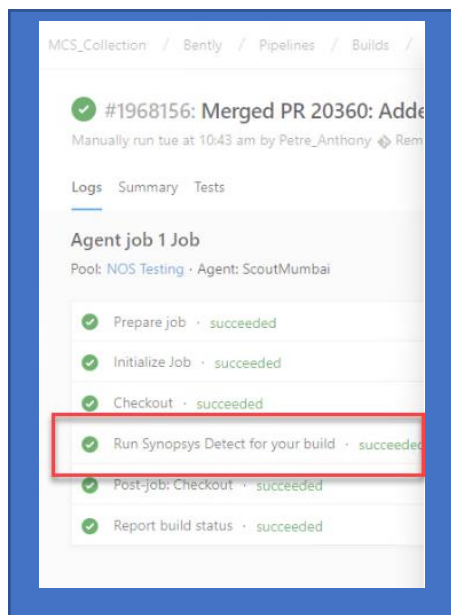 MCS_Collection / Bently / Pipelines / Builds /
#1968156: Merged PR 20360: Adde
Manually run tue at 10:43 am by Petre_Anthony Rem
Logs Summary Tests
Agent job 1 Job
Pool: NOS Testing · Agent: ScoutMumbai
Prepare job · succeeded
Initialize Job · succeeded
Checkout · succeeded
Run Synopsys Detect for your build · succeeded
Post-job: Checkout · succeeded
Report build status · succeeded